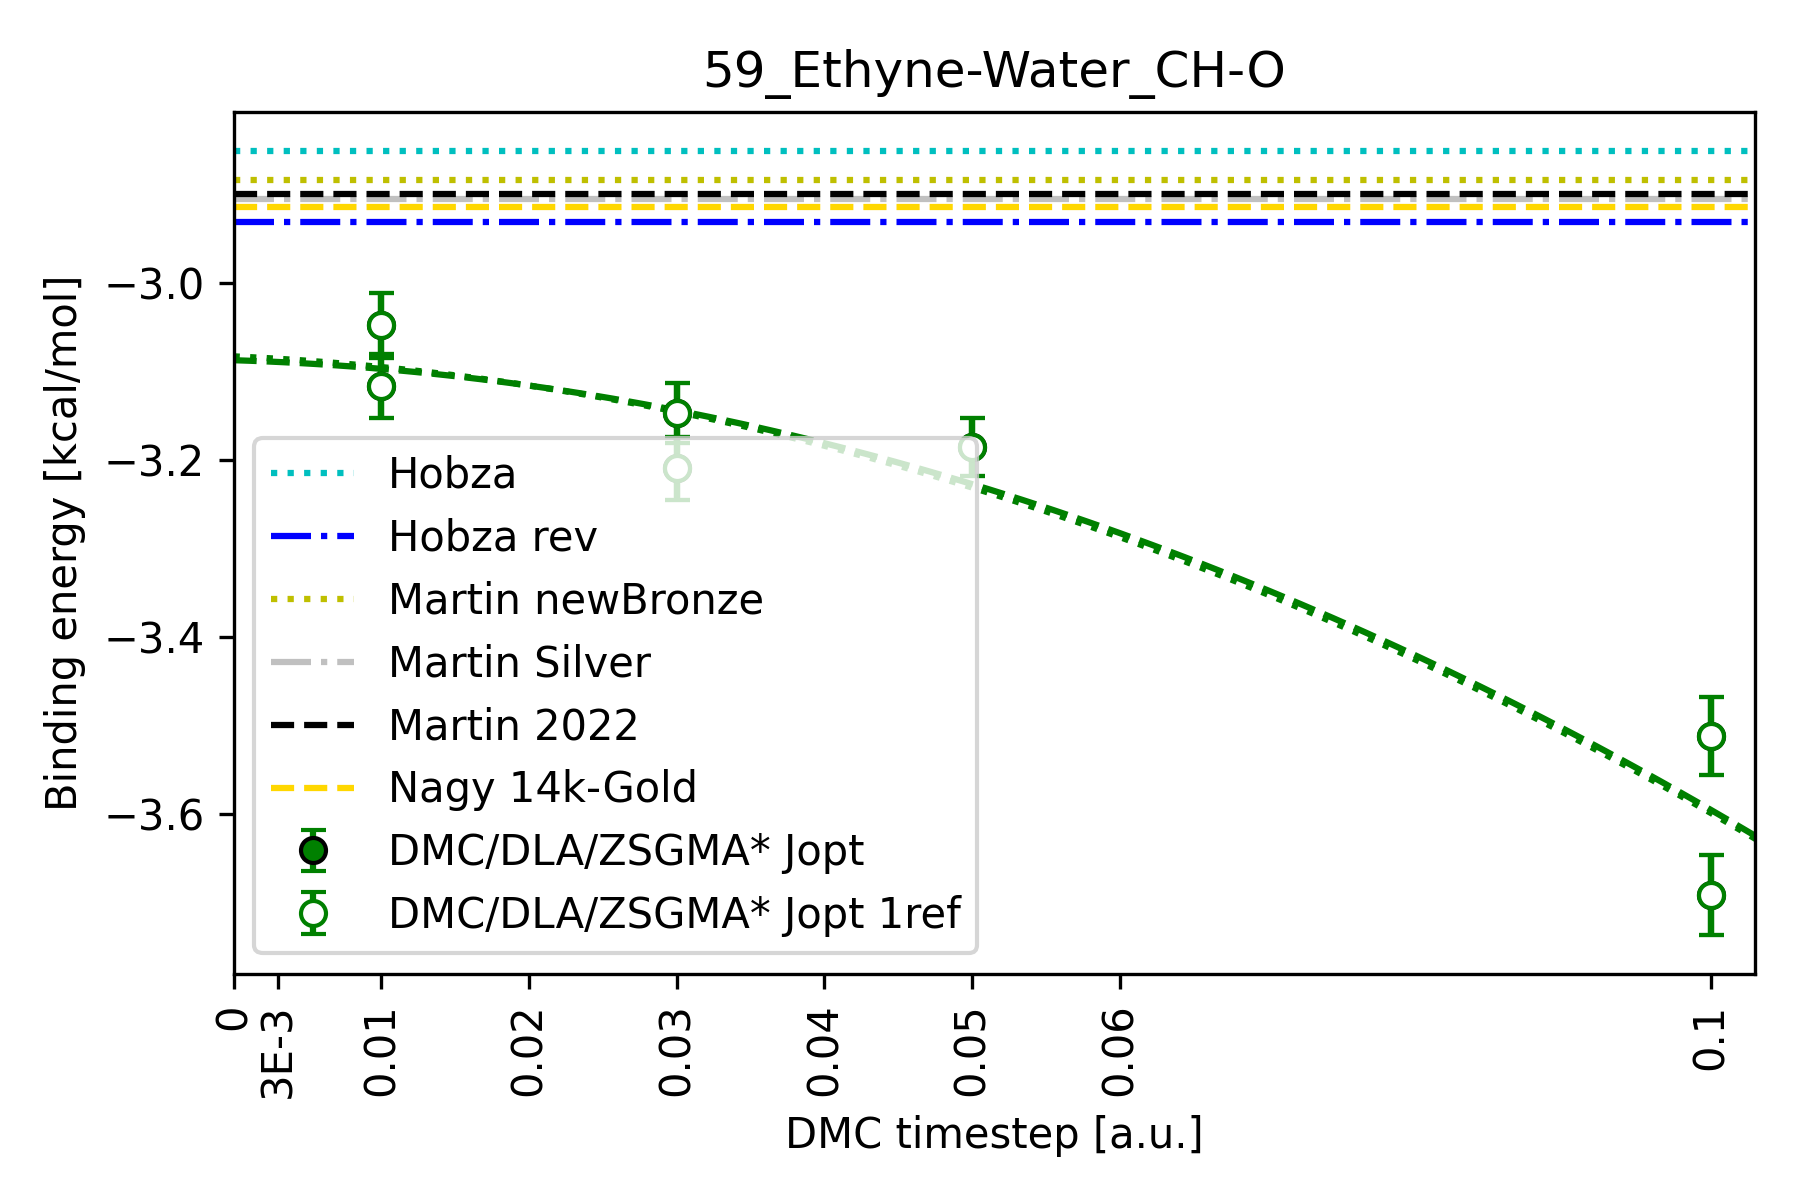 59_Ethyne-Water_CH-O
Binding energy [kcal/mol]
−3.0
−3.2
−3.4
−3.6
Hobza
Hobza rev
Martin newBronze
Martin Silver
Martin 2022
Nagy 14k-Gold
DMC/DLA/ZSGMA* Jopt
DMC/DLA/ZSGMA* Jopt 1ref
0
3E-3
0.01
0.02
0.03
0.04
0.05
0.06
0.1
DMC timestep [a.u.]